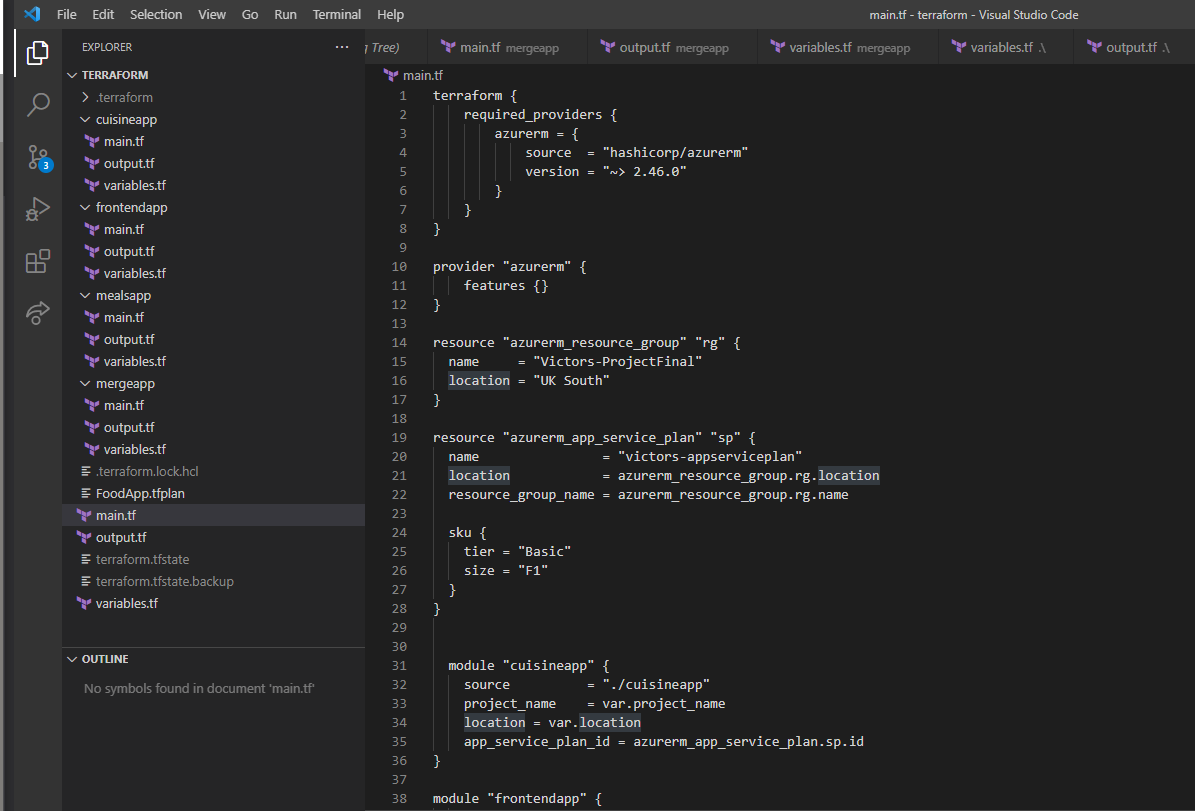 File Edit Selection View Go Run Terminal Help main.tf - terraform - Visual Studio Code
EXPLORER ...
g Tree) main.tf mergeapp output.tf mergeapp variables.tf mergeapp variables.tf .\ output.tf .\
TERRAFORM
.terraform
cuisineapp
main.tf
output.tf
variables.tf
frontendapp
main.tf
output.tf
variables.tf
mealsapp
main.tf
output.tf
variables.tf
mergeapp
main.tf
output.tf
variables.tf
.terraform.lock.hcl
FoodApp.tfplan
main.tf
output.tf
terraform.tfstate
terraform.tfstate.backup
variables.tf
OUTLINE
No symbols found in document 'main.tf'
3
main.tf
1 terraform {
2     required_providers {
3         azurerm = {
4             source  = "hashicorp/azurerm"
5             version = "~> 2.46.0"
6         }
7     }
8 }
9
10 provider "azurerm" {
11     features {}
12 }
13
14 resource "azurerm_resource_group" "rg" {
15   name     = "Victors-ProjectFinal"
16   location = "UK South"
17 }
18
19 resource "azurerm_app_service_plan" "sp" {
20   name                = "victors-appserviceplan"
21   location            = azurerm_resource_group.rg.location
22   resource_group_name = azurerm_resource_group.rg.name
23
24   sku {
25     tier = "Basic"
26     size = "F1"
27   }
28 }
29
30
31   module "cuisineapp" {
32     source          = "./cuisineapp"
33     project_name    = var.project_name
34     location = var.location
35     app_service_plan_id = azurerm_app_service_plan.sp.id
36 }
37
38 module "frontendapp" {